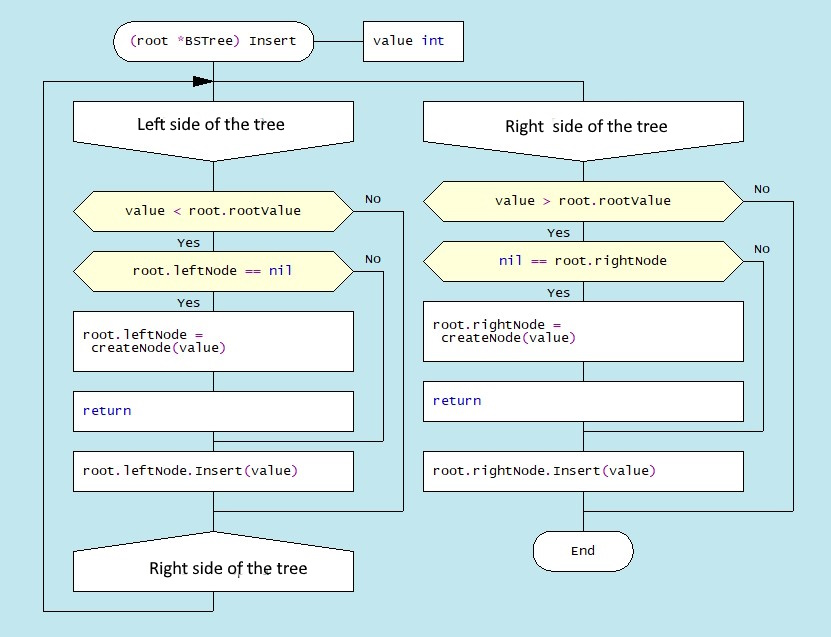 (root *BSTree) Insert
value int
Left side of the tree
value < root.rootValue
No
Yes
root.leftNode == nil
No
Yes
root.leftNode =
createNode(value)
return
root.leftNode.Insert(value)
Right side of the tree
Right side of the tree
value > root.rootValue
No
Yes
nil == root.rightNode
No
Yes
root.rightNode =
createNode(value)
return
root.rightNode.Insert(value)
End